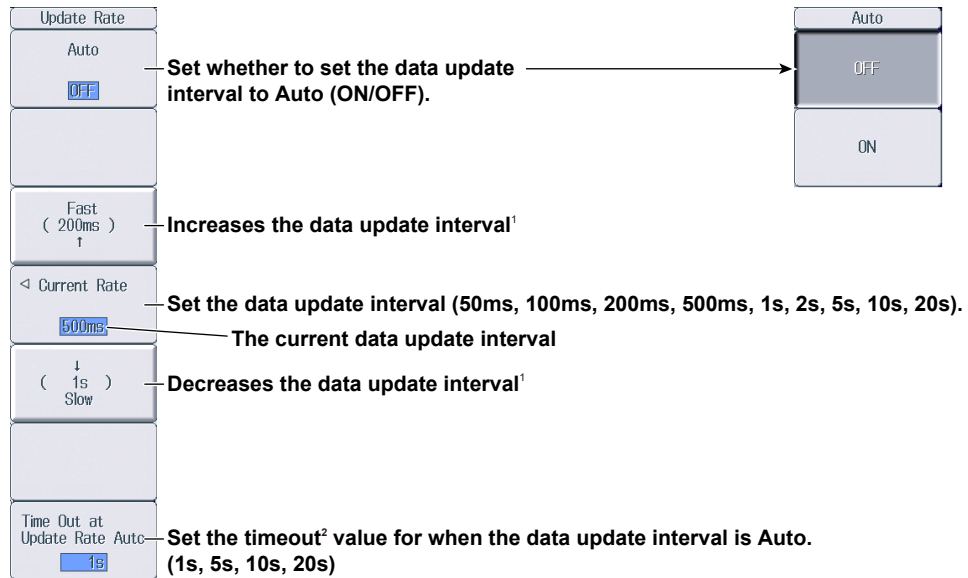 Update Rate
Auto
OFF
Set whether to set the data update
interval to Auto (ON/OFF).
Auto
OFF
ON
Fast
( 200ms )
↑
Increases the data update interval¹
◁ Current Rate
500ms
Set the data update interval (50ms, 100ms, 200ms, 500ms, 1s, 2s, 5s, 10s, 20s).
The current data update interval
↓
( 1s )
Slow
Decreases the data update interval¹
Time Out at
Update Rate Auto
1s
Set the timeout² value for when the data update interval is Auto.
(1s, 5s, 10s, 20s)